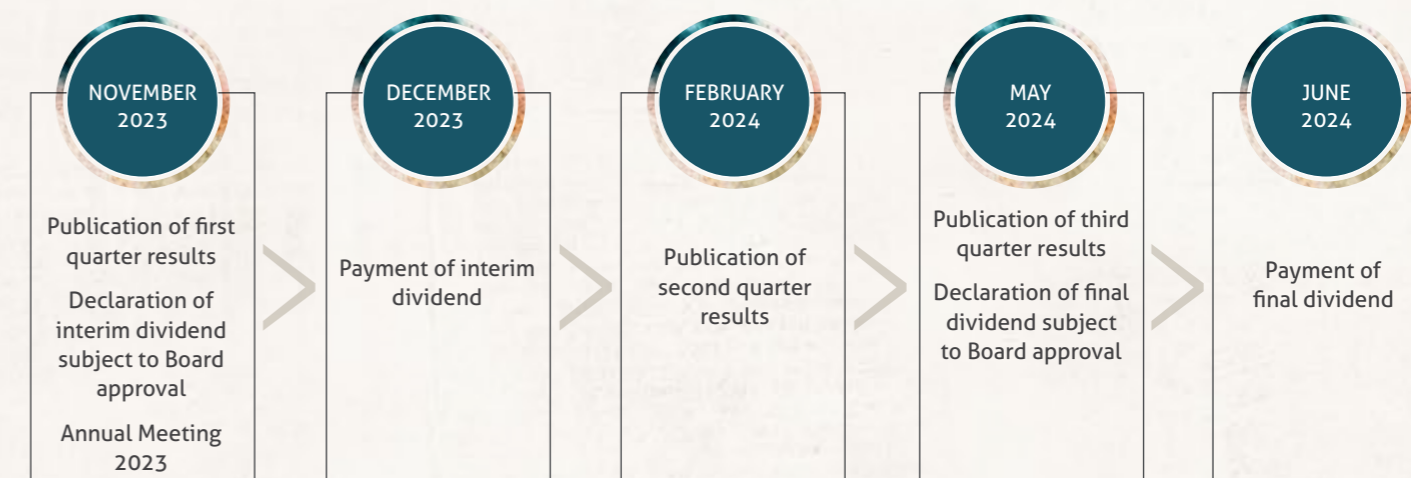 NOVEMBER
2023
Publication of first
quarter results
Declaration of
interim dividend
subject to Board
approval
Annual Meeting
2023
DECEMBER
2023
Payment of interim
dividend
FEBRUARY
2024
Publication of
second quarter
results
MAY
2024
Publication of third
quarter results
Declaration of final
dividend subject
to Board approval
JUNE
2024
Payment of
final dividend